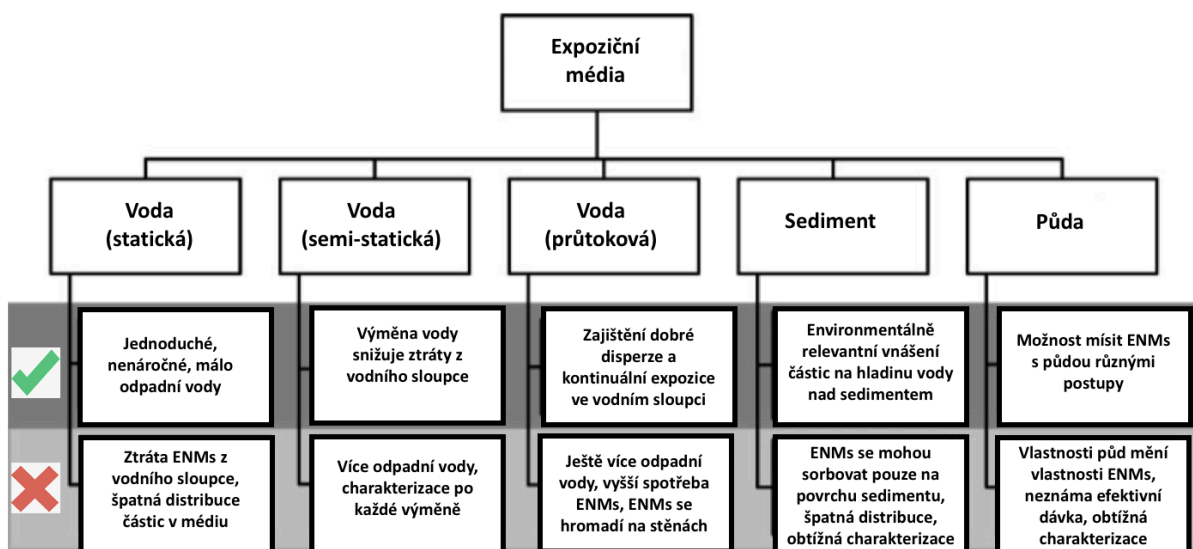 Expoziční
média
Voda
(statická)
Voda
(semi-statická)
Voda
(průtoková)
Sediment
Půda
Jednoduché,
nenáročné, málo
odpadní vody
Výměna vody
snižuje ztráty z
vodního sloupce
Zajištění dobré
disperze a
kontinuální expozice
ve vodním sloupci
Environmentálně
relevantní vnášení
částic na hladinu vody
nad sedimentem
Možnost mísit ENMs
s půdou různými
postupy
Ztráta ENMs z
vodního sloupce,
špatná distribuce
částic v médiu
Více odpadní vody,
charakterizace po
každé výměně
Ještě více odpadní
vody, vyšší spotřeba
ENMs, ENMs se
hromadí na stěnách
ENMs se mohou
sorbovat pouze na
povrchu sedimentu,
špatná distribuce,
obtížná charakterizace
Vlastnosti půd mění
vlastnosti ENMs,
neznáma efektivní
dávka, obtížná
charakterizace